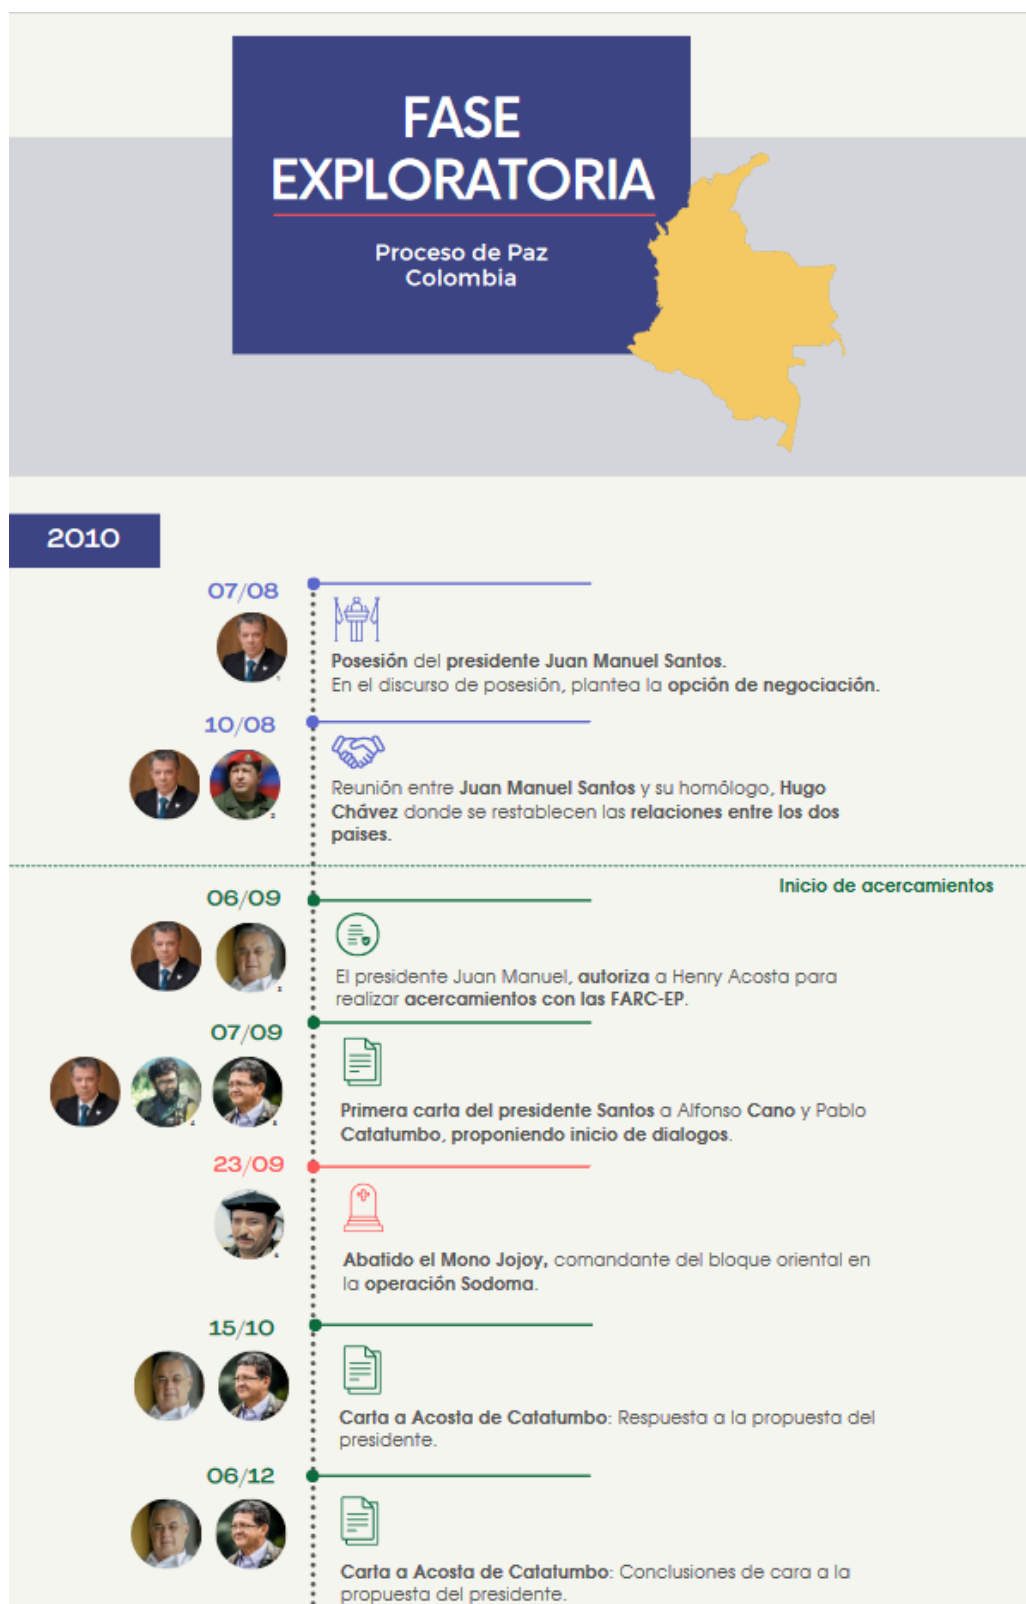 FASE
EXPLORATORIA
Proceso de Paz
Colombia
2010
07/08
Posesión del presidente Juan Manuel Santos.
En el discurso de posesión, plantea la opción de negociación.
10/08
Reunión entre Juan Manuel Santos y su homólogo, Hugo
Chávez donde se restablecen las relaciones entre los dos
paises.
Inicio de acercamientos
06/09
El presidente Juan Manuel, autoriza a Henry Acosta para
realizar acercamientos con las FARC-EP.
07/09
Primera carta del presidente Santos a Alfonso Cano y Pablo
Catatumbo, proponiendo inicio de dialogos.
23/09
Abatido el Mono Jojoy, comandante del bloque oriental en
la operación Sodoma.
15/10
Carta a Acosta de Catatumbo: Respuesta a la propuesta del
presidente.
06/12
Carta a Acosta de Catatumbo: Conclusiones de cara a la
propuesta del presidente.